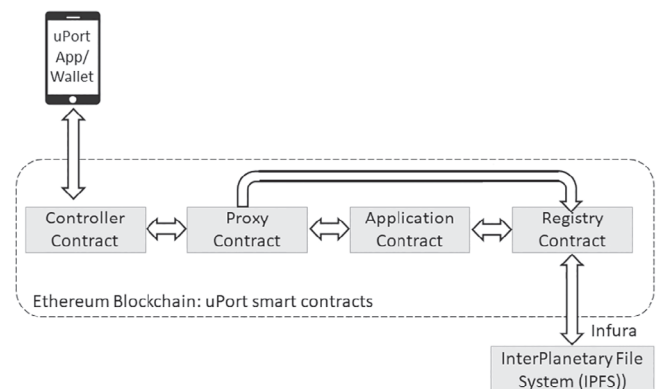 uPort
App/
Wallet
Controller
Contract
Proxy
Contract
Application
Contract
Registry
Contract
Ethereum Blockchain: uPort smart contracts
Infura
InterPlanetary File
System (IPFS))